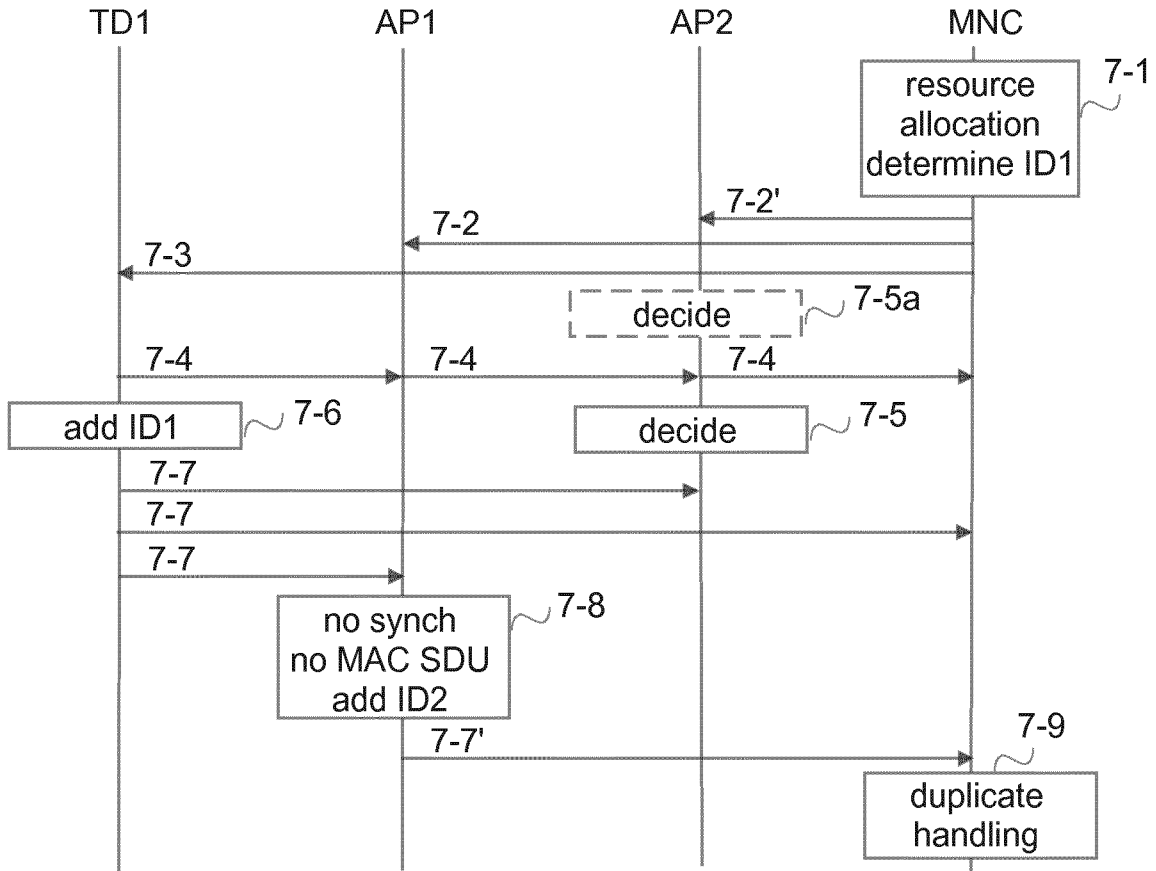 TD1 AP1 AP2 MNC
7-1
resource
allocation
determine ID1
7-2'
7-2
7-3
7-5a
decide
7-4 7-4 7-4
7-6
add ID1
7-5
decide
7-7
7-7
7-7
7-8
no synch
no MAC SDU
add ID2
7-7'
7-9
duplicate
handling